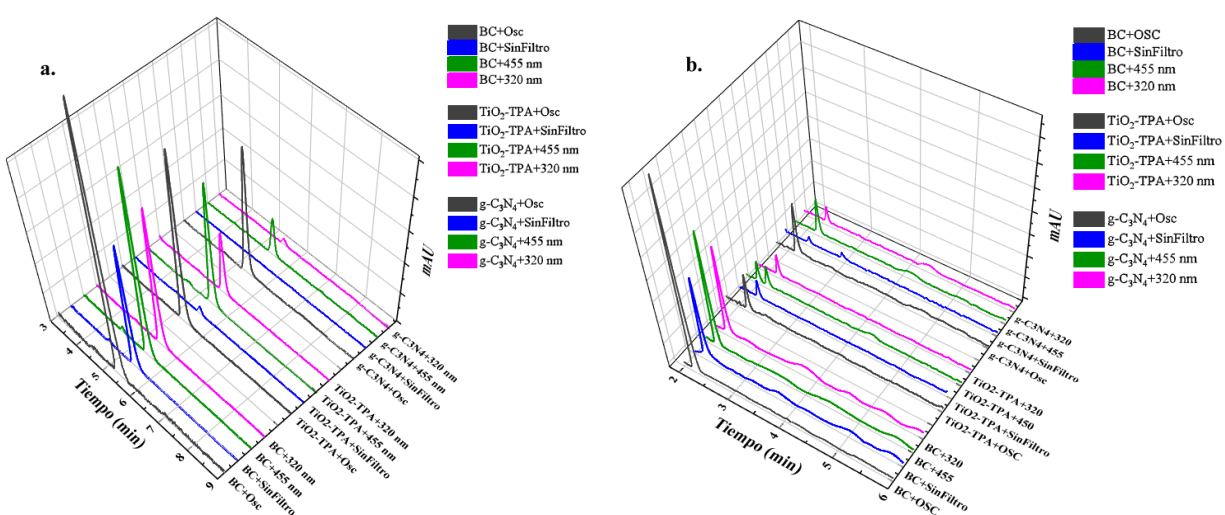 a.
BC+Osc
BC+SinFiltro
BC+455 nm
BC+320 nm
TiO2-TPA+Osc
TiO2-TPA+SinFiltro
TiO2-TPA+455 nm
TiO2-TPA+320 nm
g-C3N4+Osc
g-C3N4+SinFiltro
g-C3N4+455 nm
g-C3N4+320 nm
mAU
3
4
5
6
7
8
9
Tiempo (min)
g-C3N4+320 nm
g-C3N4+455 nm
g-C3N4+SinFiltro
g-C3N4+Osc
TiO2-TPA+320 nm
TiO2-TPA+455 nm
TiO2-TPA+SinFiltro
TiO2-TPA+Osc
BC+320 nm
BC+455 nm
BC+SinFiltro
BC+Osc
b.
BC+OSC
BC+SinFiltro
BC+455 nm
BC+320 nm
TiO2-TPA+Osc
TiO2-TPA+SinFiltro
TiO2-TPA+455 nm
TiO2-TPA+320 nm
g-C3N4+Osc
g-C3N4+SinFiltro
g-C3N4+455 nm
g-C3N4+320 nm
mAU
2
3
4
5
6
Tiempo (min)
g-C3N4+320
g-C3N4+455
g-C3N4+SinFiltro
g-C3N4+Osc
TiO2-TPA+320
TiO2-TPA+450
TiO2-TPA+SinFiltro
TiO2-TPA+OSC
BC+320
BC+455
BC+SinFiltro
BC+OSC